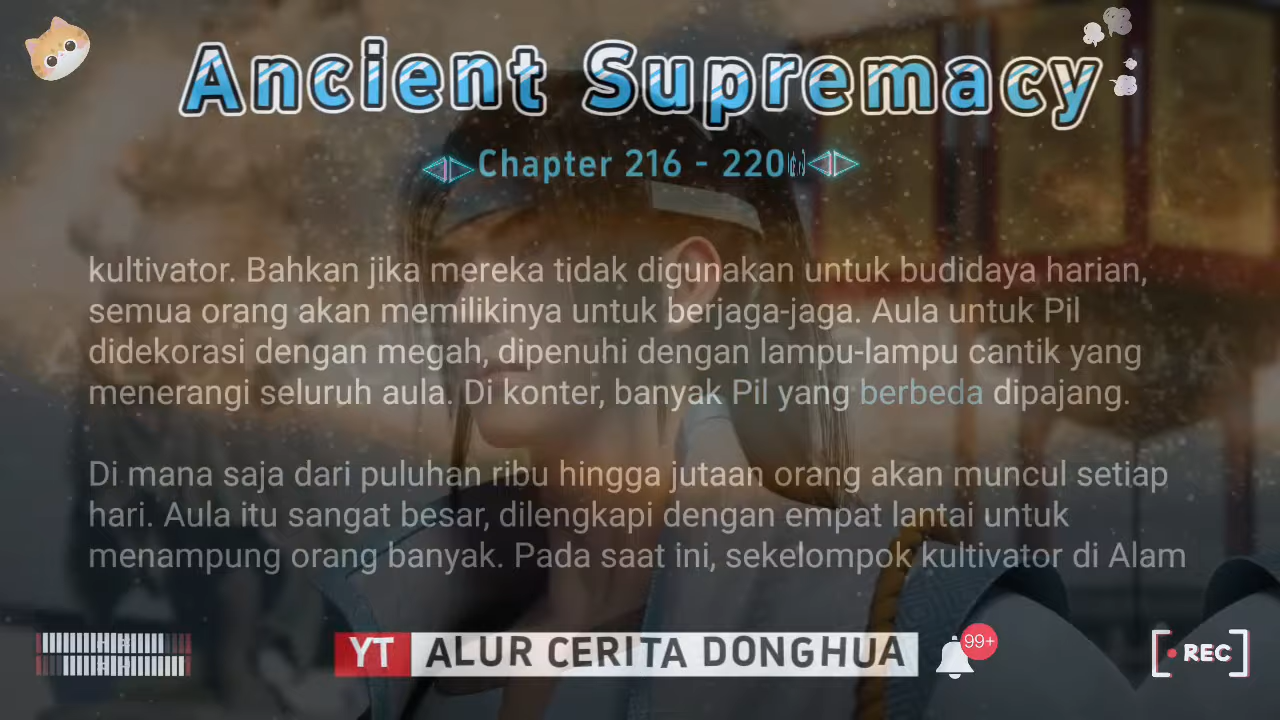 Ancient Supremacy
Chapter 216 - 220
kultivator. Bahkan jika mereka tidak digunakan untuk budidaya harian,
semua orang akan memilikinya untuk berjaga-jaga. Aula untuk Pil
didekorasi dengan megah, dipenuhi dengan lampu-lampu cantik yang
menerangi seluruh aula. Di konter, banyak Pil yang berbeda dipajang.
Di mana saja dari puluhan ribu hingga jutaan orang akan muncul setiap
hari. Aula itu sangat besar, dilengkapi dengan empat lantai untuk
menampung orang banyak. Pada saat ini, sekelompok kultivator di Alam
YT ALUR CERITA DONGHUA
99+
REC